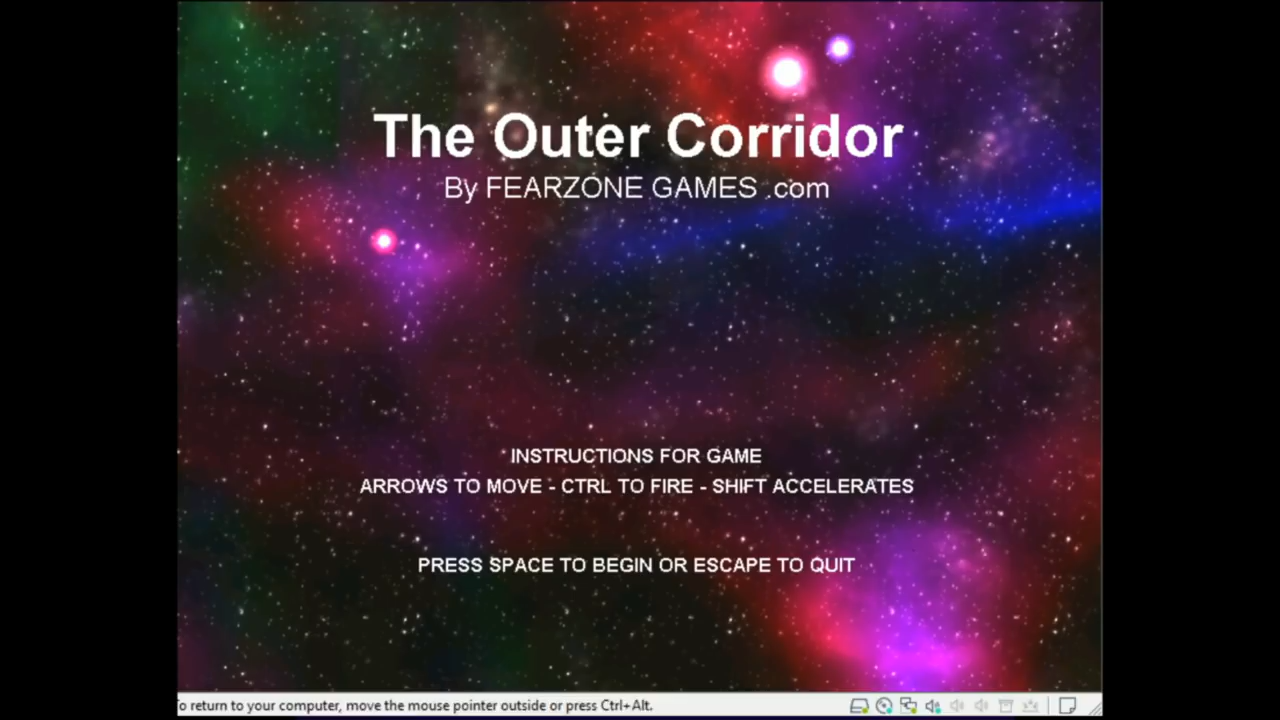 The Outer Corridor
By FEARZONE GAMES .com
INSTRUCTIONS FOR GAME
ARROWS TO MOVE - CTRL TO FIRE - SHIFT ACCELERATES
PRESS SPACE TO BEGIN OR ESCAPE TO QUIT
To return to your computer, move the mouse pointer outside or press Ctrl+Alt.